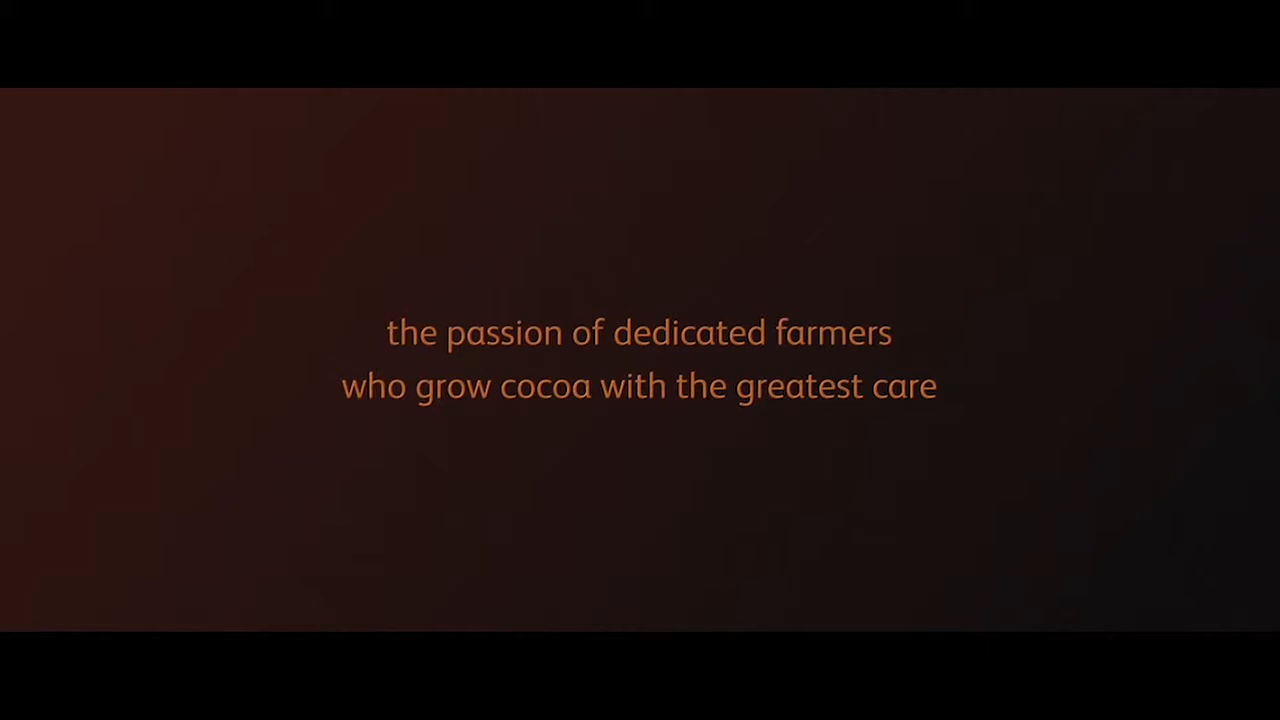 the passion of dedicated farmers
who grow cocoa with the greatest care